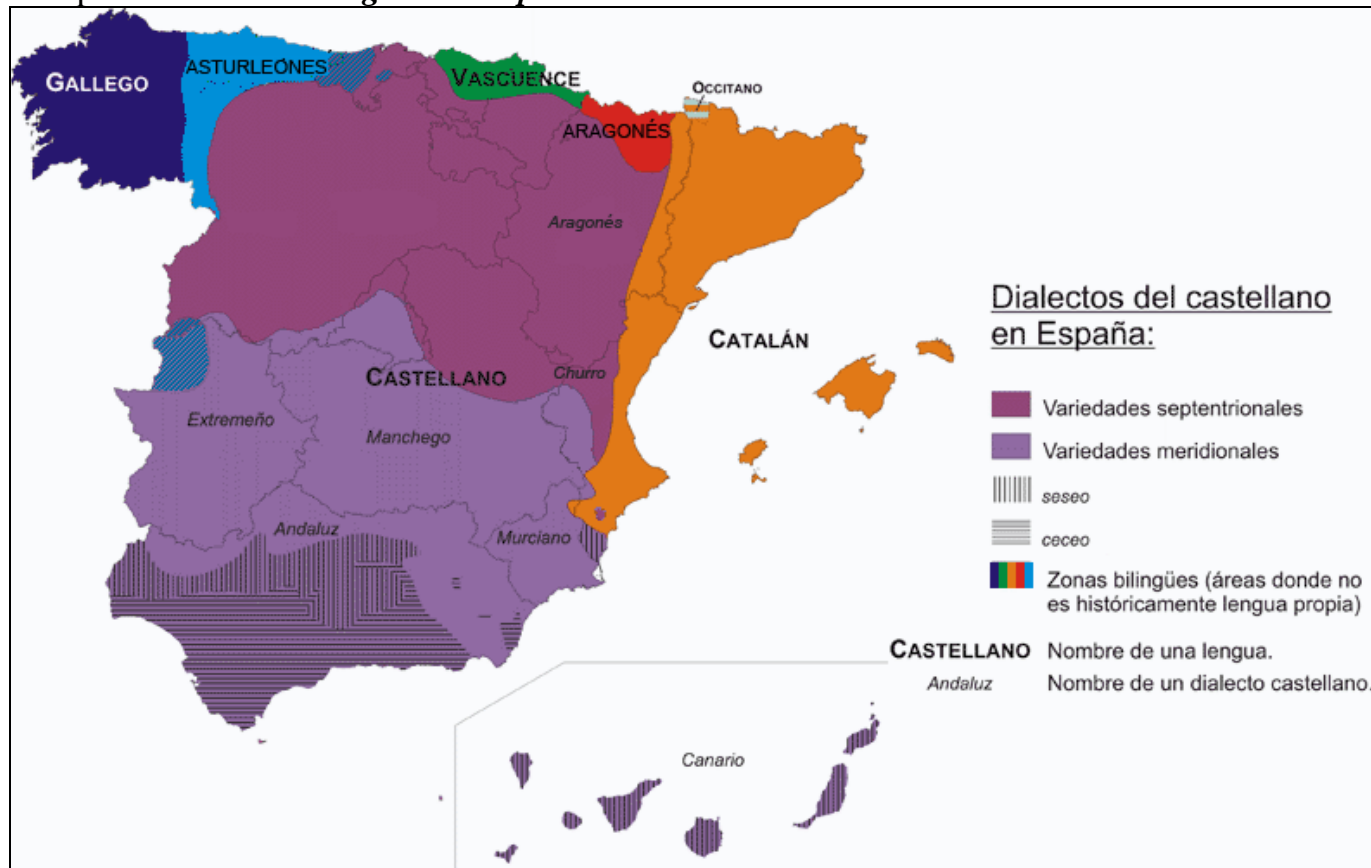 GALLEGO
ASTURLEONES
VASCUENCE
OCCITANO
ARAGONÉS
Aragonés
CATALÁN
CASTELLANO
Churro
Extremeño
Manchego
Andaluz
Murciano
Canario
Dialectos del castellano
en España:
Variedades septentrionales
Variedades meridionales
seseo
ceceo
Zonas bilingües (áreas donde no
es históricamente lengua propia)
CASTELLANO Nombre de una lengua.
Andaluz Nombre de un dialecto castellano.